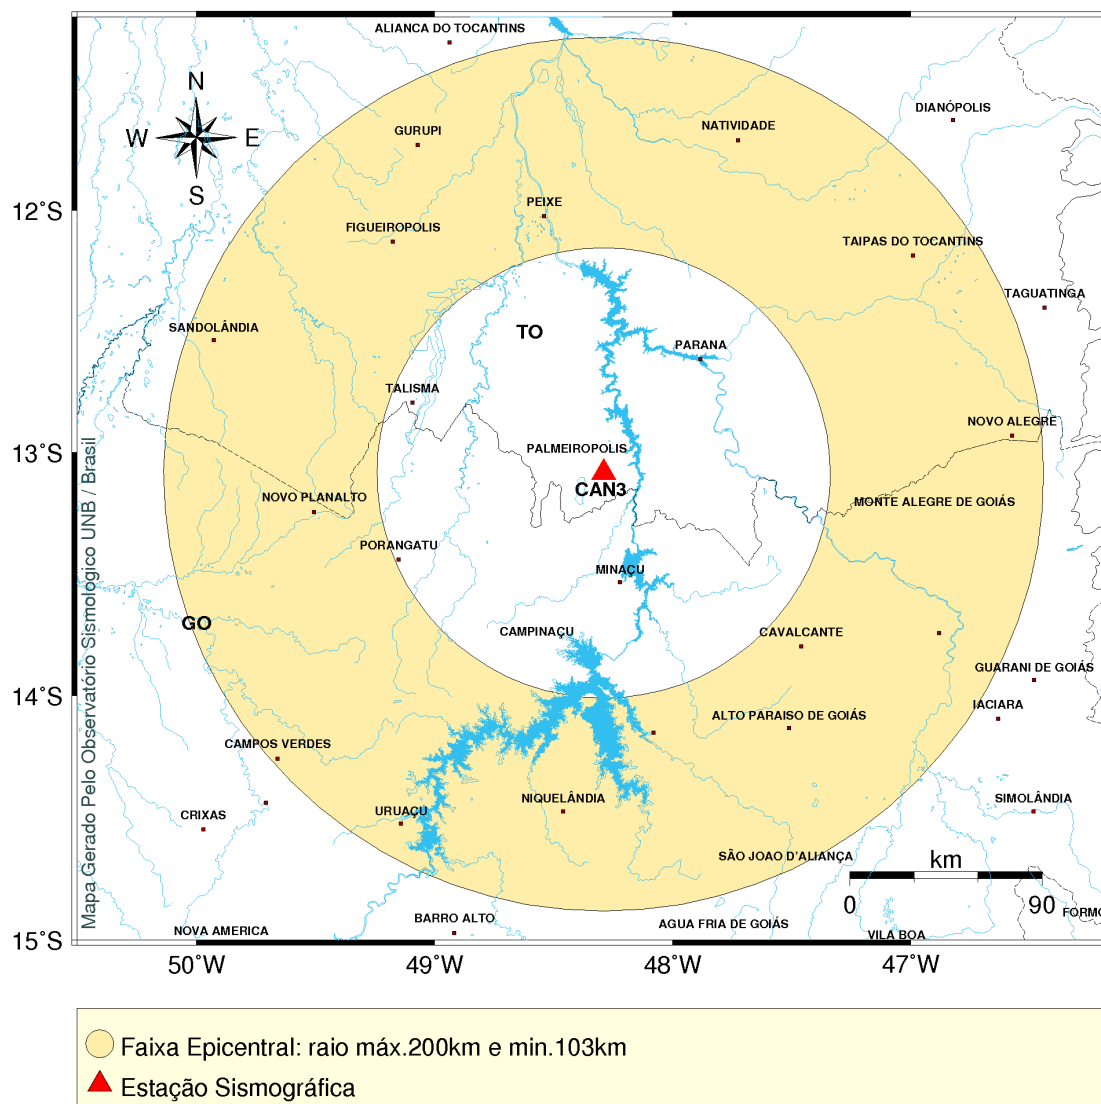 ALIANCA DO TOCANTINS
N
W E
S
DIANÓPOLIS
GURUPI
NATIVIDADE
12°S
PEIXE
FIGUEIROPOLIS
TAIPAS DO TOCANTINS
TAGUATINGA
SANDOLÂNDIA
TO
PARANA
TALISMA
NOVO ALEGRE
13°S
PALMEIROPOLIS
CAN3
NOVO PLANALTO
MONTE ALEGRE DE GOIÁS
PORANGATU
MINAÇU
GO
CAMPINAÇU
CAVALCANTE
GUARANI DE GOIÁS
14°S
IACIARA
ALTO PARAISO DE GOIÁS
CAMPOS VERDES
NIQUELÂNDIA
SIMOLÂNDIA
URUAÇU
CRIXAS
SÃO JOAO D'ALIANÇA
km
0 90
FORMO
BARRO ALTO
AGUA FRIA DE GOIÁS
NOVA AMERICA
VILA BOA
15°S
50°W 49°W 48°W 47°W
Mapa Gerado Pelo Observatório Sismologico UNB / Brasil
Faixa Epicentral: raio máx.200km e min.103km
Estação Sismográfica